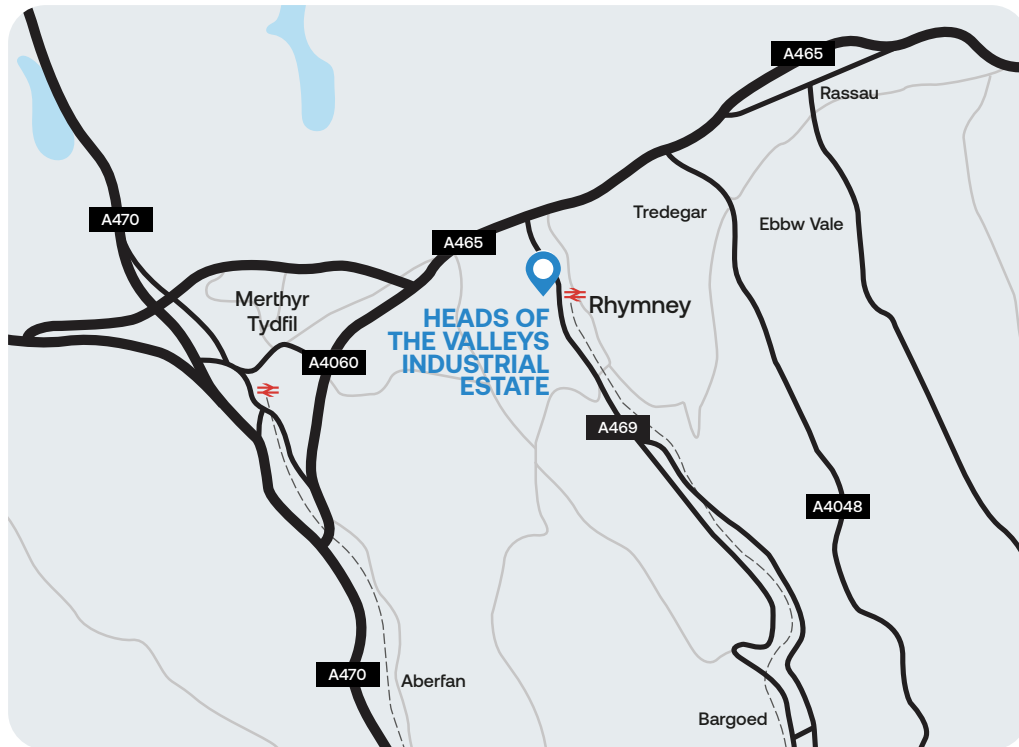 A465
Rassau
A470
Tredegar
Ebbw Vale
A465
Merthyr
Tydfil
Rhymney
HEADS OF
THE VALLEYS
INDUSTRIAL
ESTATE
A4060
A469
A4048
A470
Aberfan
Bargoed